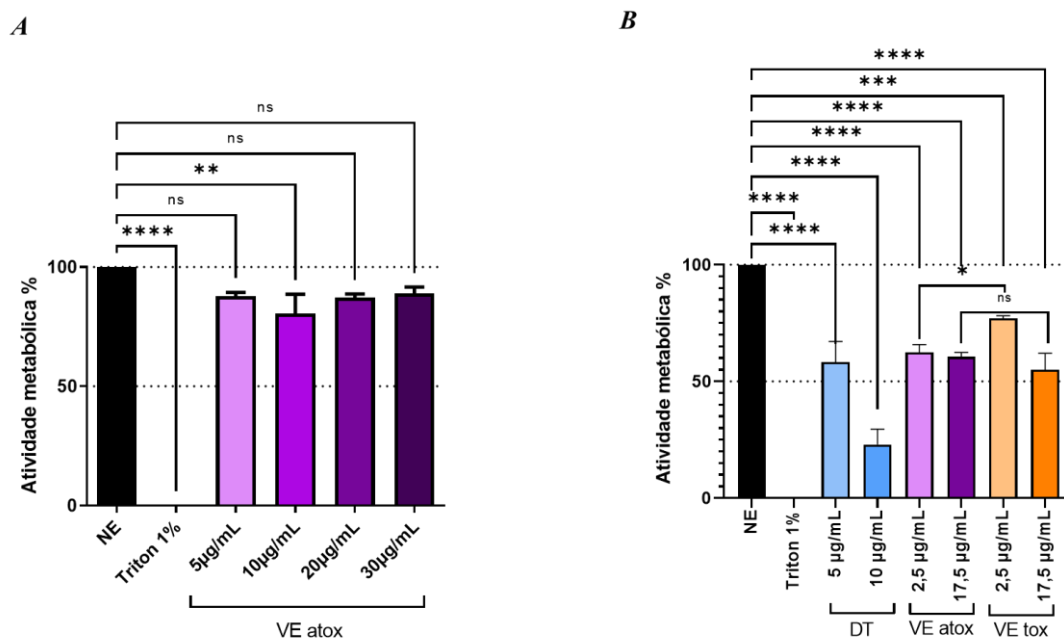 A
ns
ns
**
ns
****
Atividade metabólica %
100
50
0
NE
Triton 1%
5µg/mL
10µg/mL
20µg/mL
30µg/mL
VE atox
B
****
***
****
****
****
****
****
*
ns
Atividade metabólica %
100
50
0
NE
Triton 1%
5 µg/mL
10 µg/mL
2,5 µg/mL
17,5 µg/mL
2,5 µg/mL
17,5 µg/mL
DT
VE atox
VE tox